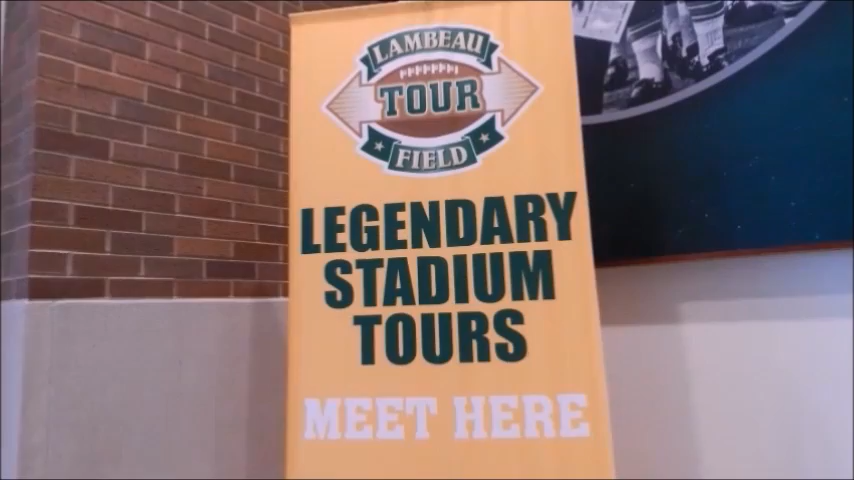 LAMBEAU
TOUR
FIELD
LEGENDARY
STADIUM
TOURS
MEET HERE